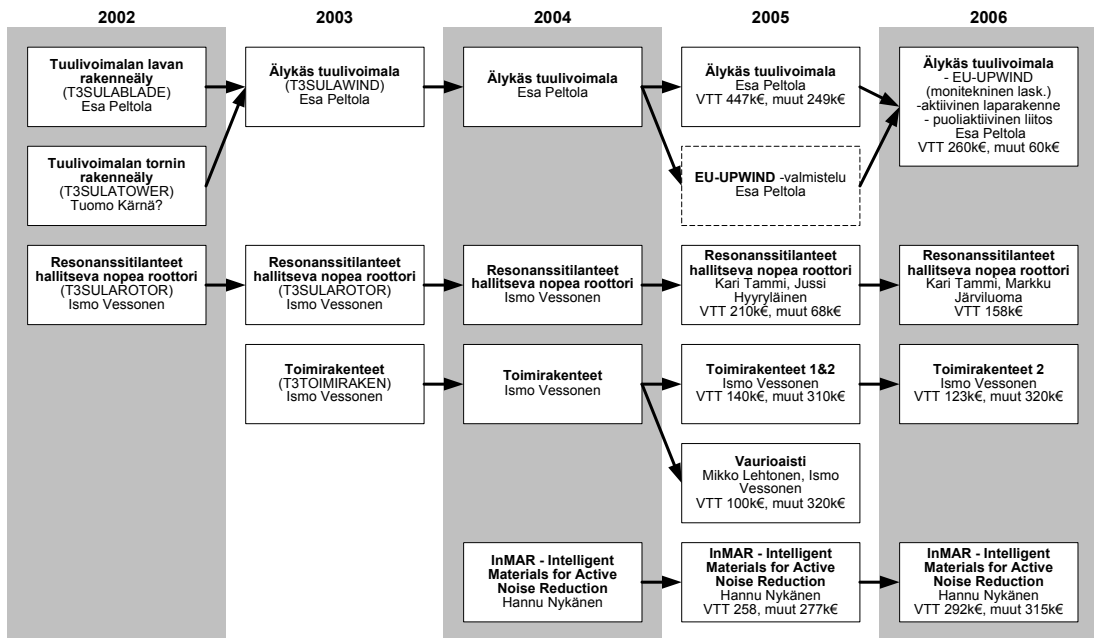 2002
2003
2004
2005
2006
Tuulivoimalan lavan
rakenneäly
(T3SULABLADE)
Esa Peltola
Älykäs tuulivoimala
(T3SULAWIND)
Esa Peltola
Älykäs tuulivoimala
Esa Peltola
Älykäs tuulivoimala
Esa Peltola
VTT 447k€, muut 249k€
Älykäs tuulivoimala
- EU-UPWIND
(monitekninen lask.)
-aktiivinen laparakenne
- puoliaktiivinen liitos
Esa Peltola
VTT 260k€, muut 60k€
Tuulivoimalan tornin
rakenneäly
(T3SULATOWER)
Tuomo Kärnä?
EU-UPWIND -valmistelu
Esa Peltola
Resonanssitilanteet
hallitseva nopea roottori
(T3SULAROTOR)
Ismo Vessonen
Resonanssitilanteet
hallitseva nopea roottori
(T3SULAROTOR)
Ismo Vessonen
Resonanssitilanteet
hallitseva nopea roottori
Ismo Vessonen
Resonanssitilanteet
hallitseva nopea roottori
Kari Tammi, Jussi
Hyyryläinen
VTT 210k€, muut 68k€
Resonanssitilanteet
hallitseva nopea roottori
Kari Tammi, Markku
Järviluoma
VTT 158k€
Toimirakenteet
(T3TOIMIRAKEN)
Ismo Vessonen
Toimirakenteet
Ismo Vessonen
Toimirakenteet 1&2
Ismo Vessonen
VTT 140k€, muut 310k€
Toimirakenteet 2
Ismo Vessonen
VTT 123k€, muut 320k€
Vaurioaisti
Mikko Lehtonen, Ismo
Vessonen
VTT 100k€, muut 320k€
InMAR - Intelligent
Materials for Active
Noise Reduction
Hannu Nykänen
InMAR - Intelligent
Materials for Active
Noise Reduction
Hannu Nykänen
VTT 258, muut 277k€
InMAR - Intelligent
Materials for Active
Noise Reduction
Hannu Nykänen
VTT 292k€, muut 315k€